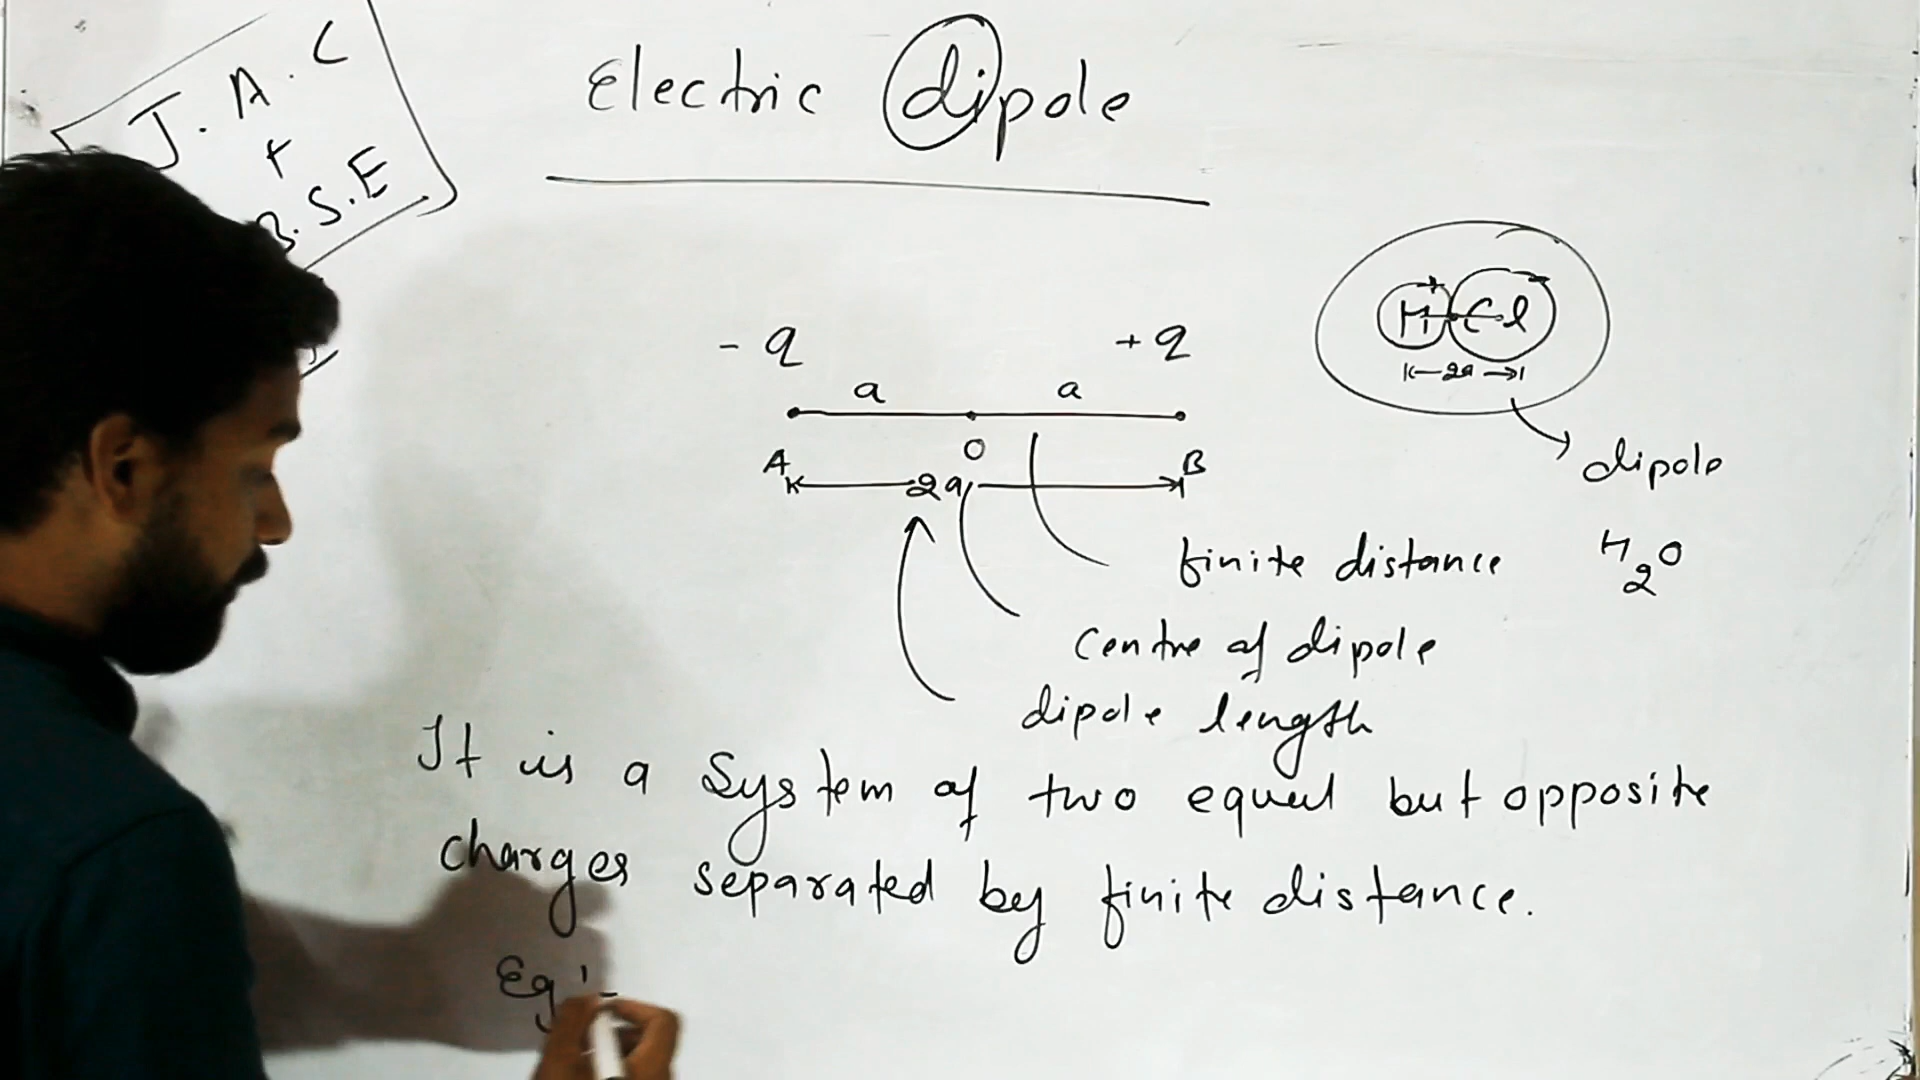 J. A. C
+
B. S. E
Electric dipole
- q
+ q
a
a
O
A
B
2a
H Cl
+
-
2a
dipole
H2O
finite distance
Centre of dipole
dipole length
It is a System of two equal but opposite
charges separated by finite distance.
Eg:-